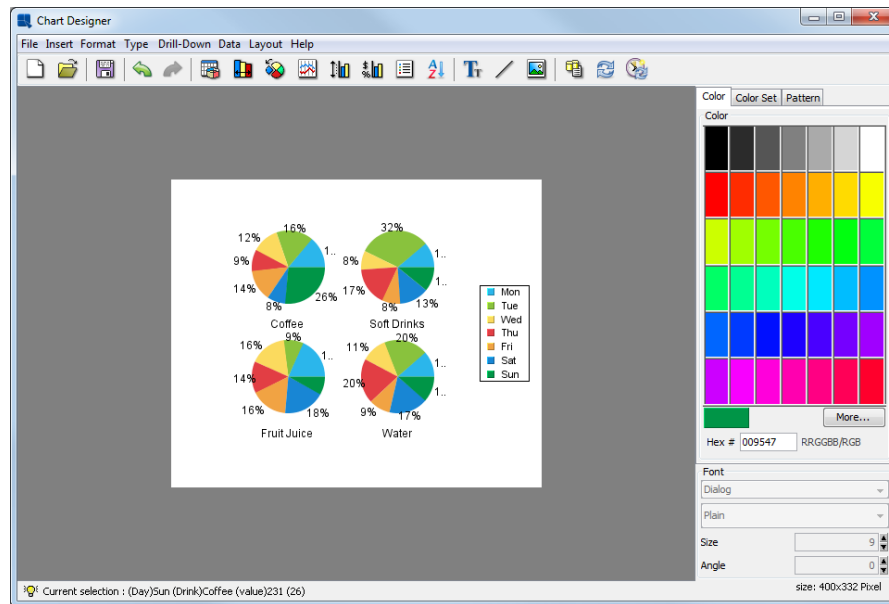 Chart Designer
File Insert Format Type Drill-Down Data Layout Help
Color Color Set Pattern
Color
16%
12%
1..
9%
14%
26%
8%
Coffee
32%
8%
1..
1..
17%
13%
8%
Soft Drinks
Mon
Tue
Wed
Thu
Fri
Sat
Sun
9%
16%
1..
14%
16%
18%
Fruit Juice
20%
11%
1..
20%
1..
9%
17%
Water
More...
Hex # 009547 RRGGBB/RGB
Font
Dialog
Plain
Size 9
Angle 0
Current selection : (Day)Sun (Drink)Coffee (value)231 (26)
size: 400x332 Pixel